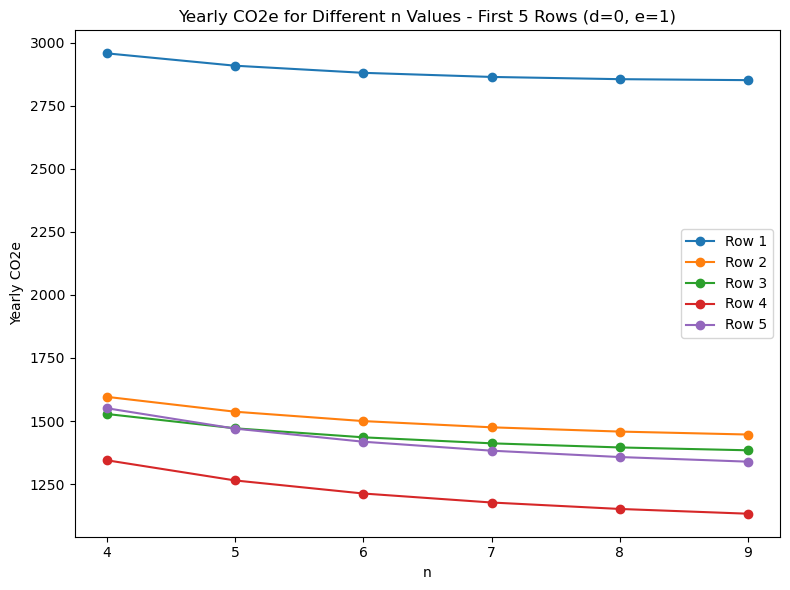 Yearly CO2e for Different n Values - First 5 Rows (d=0, e=1)
Yearly CO2e
3000
2750
2500
2250
2000
1750
1500
1250
Row 1
Row 2
Row 3
Row 4
Row 5
4 5 6 7 8 9
n